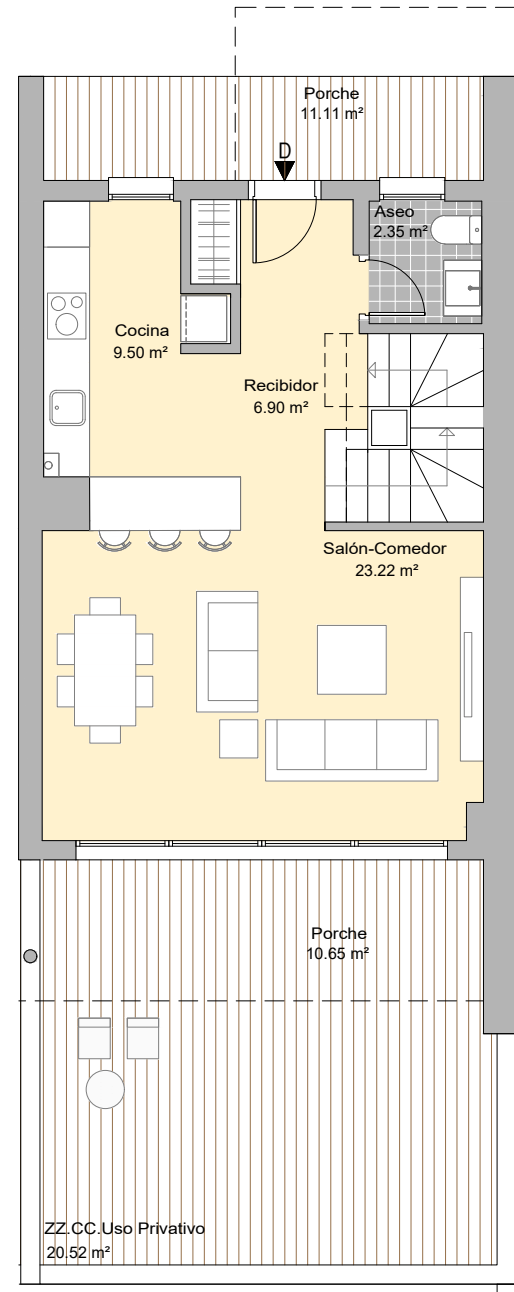 Porche
11.11 m²
D
Aseo
2.35 m²
Cocina
9.50 m²
Recibidor
6.90 m²
Salón-Comedor
23.22 m²
Porche
10.65 m²
ZZ.CC.Uso Privativo
20.52 m²